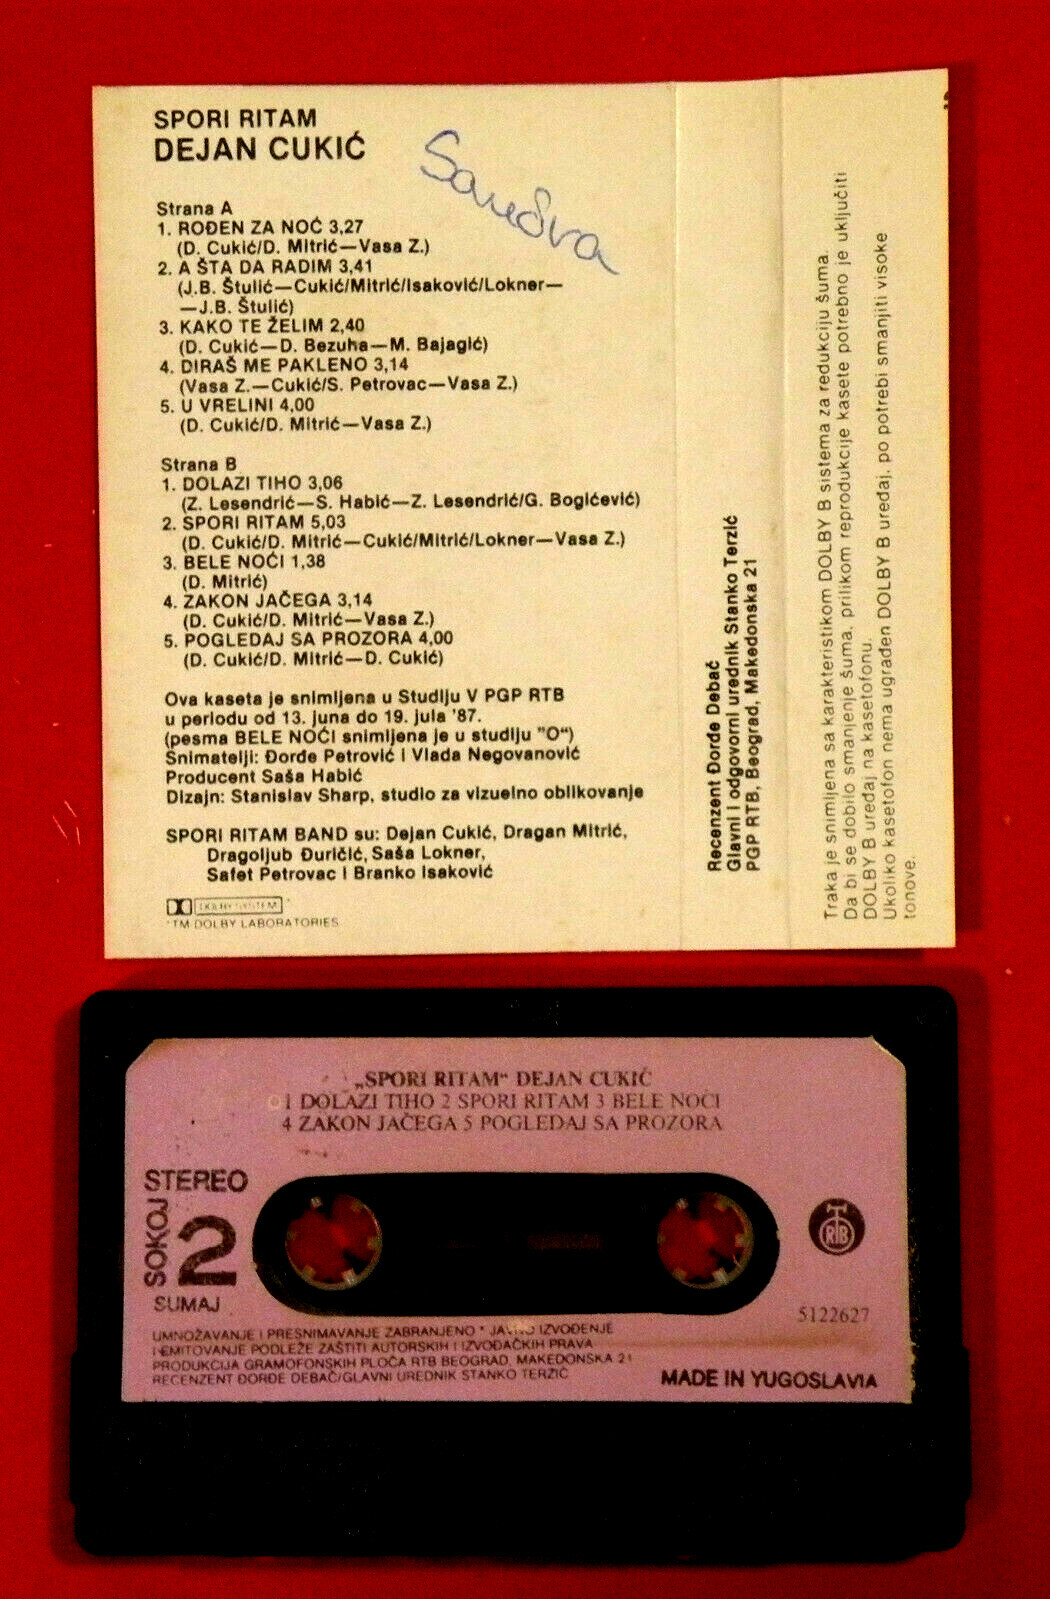 SPORI RITAM
DEJAN CUKIĆ
Sandra
Strana A
1. ROĐEN ZA NOĆ 3,27
(D. Cukić/D. Mitrić—Vasa Z.)
2. A ŠTA DA RADIM 3,41
(J.B. Štulić—Cukić/Mitrić/Isaković/Lokner—
—J.B. Štulić)
3. KAKO TE ŽELIM 2,40
(D. Cukić—D. Bezuha—M. Bajagić)
4. DIRAŠ ME PAKLENO 3,14
(Vasa Z.—Cukić/S. Petrovac—Vasa Z.)
5. U VRELINI 4,00
(D. Cukić/D. Mitrić—Vasa Z.)
Strana B
1. DOLAZI TIHO 3,06
(Z. Lesendrić—S. Habić—Z. Lesendrić/G. Bogićević)
2. SPORI RITAM 5,03
(D. Cukić/D. Mitrić—Cukić/Mitrić/Lokner—Vasa Z.)
3. BELE NOĆI 1,38
(D. Mitrić)
4. ZAKON JAČEGA 3,14
(D. Cukić/D. Mitrić—Vasa Z.)
5. POGLEDAJ SA PROZORA 4,00
(D. Cukić/D. Mitrić—D. Cukić)
Ova kaseta je snimljena u Studiju V PGP RTB
u periodu od 13. juna do 19. jula '87.
(pesma BELE NOĆI snimljena je u studiju "O“)
Snimatelji: Đorđe Petrović i Vlada Negovanović
Producent Saša Habić
Dizajn: Stanislav Sharp, studio za vizuelno oblikovanje
SPORI RITAM BAND su: Dejan Cukić, Dragan Mitrić,
Dragoljub Đuričić, Saša Lokner,
Safet Petrovac i Branko Isaković
DOLBY SYSTEM
*TM DOLBY LABORATORIES
Recenzent Đorđe Debač
Glavni i odgovorni urednik Stanko Terzić
PGP RTB, Beograd, Makedonska 21
Traka je snimljena sa karakteristikom DOLBY B sistema za redukciju šuma.
Da bi se dobilo smanjenje šuma, prilikom reprodukcije kasete potrebno je uključiti
DOLBY B uređaj na kasetofonu.
Ukoliko kasetofon nema ugrađen DOLBY B uređaj, po potrebi smanjiti visoke
tonove.
„SPORI RITAM“ DEJAN CUKIĆ
1 DOLAZI TIHO 2 SPORI RITAM 3 BELE NOĆI
4 ZAKON JAČEGA 5 POGLEDAJ SA PROZORA
STEREO
SOKOJ
2
SUMAJ
RTB
5122627
UMNOŽAVANJE I PRESNIMAVANJE ZABRANJENO * JAVNO IZVOĐENJE
I EMITOVANJE PODLEŽE ZAŠTITI AUTORSKIH I IZVOĐAČKIH PRAVA
PRODUKCIJA GRAMOFONSKIH PLOČA RTB BEOGRAD, MAKEDONSKA 21
RECENZENT ĐORĐE DEBAČ/GLAVNI UREDNIK STANKO TERZIĆ
MADE IN YUGOSLAVIA